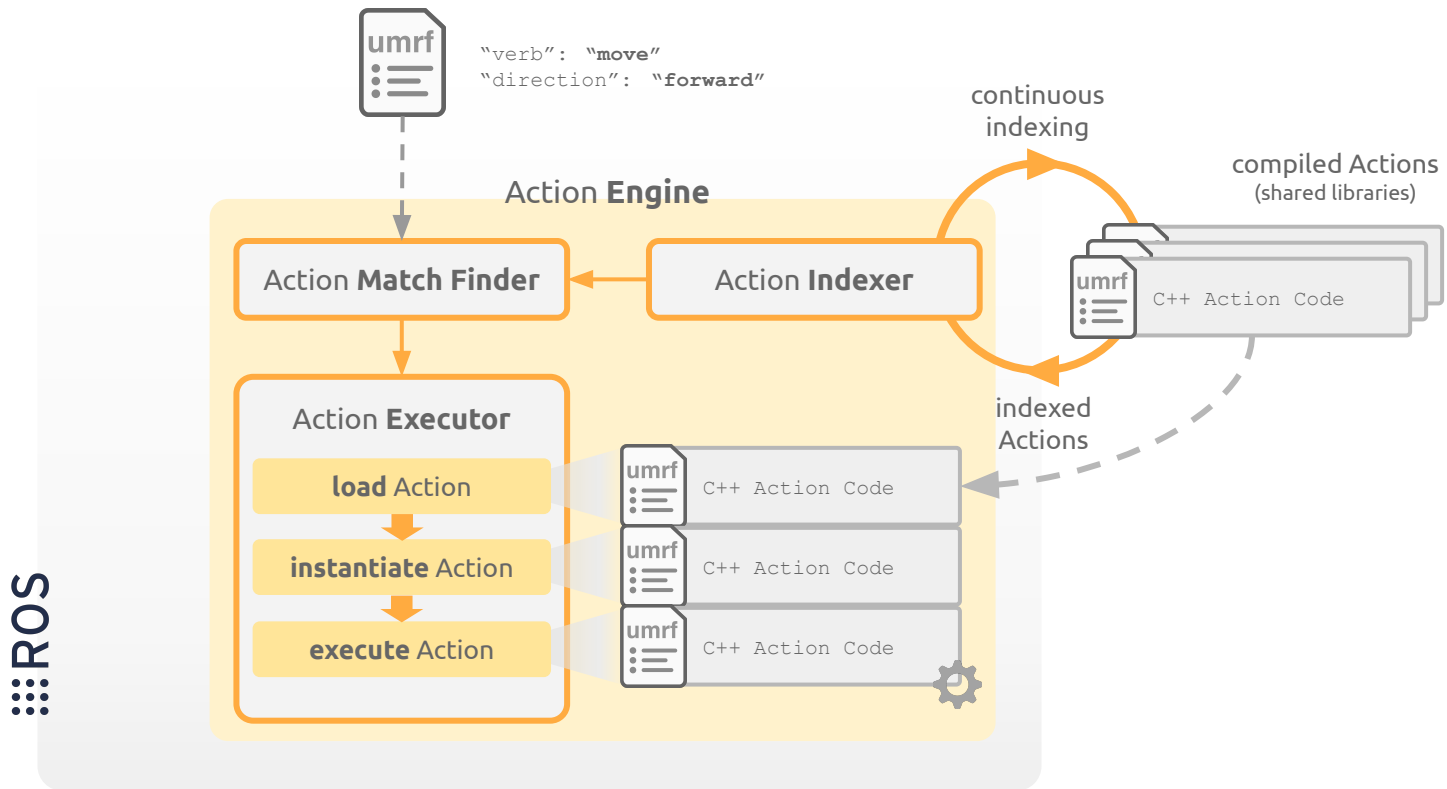 umrf
“verb”: “move”
“direction”: “forward”
continuous
indexing
compiled Actions
(shared libraries)
Action Engine
Action Match Finder
Action Indexer
umrf
C++ Action Code
indexed
Actions
Action Executor
load Action
umrf
C++ Action Code
instantiate Action
umrf
C++ Action Code
execute Action
umrf
C++ Action Code
ROS